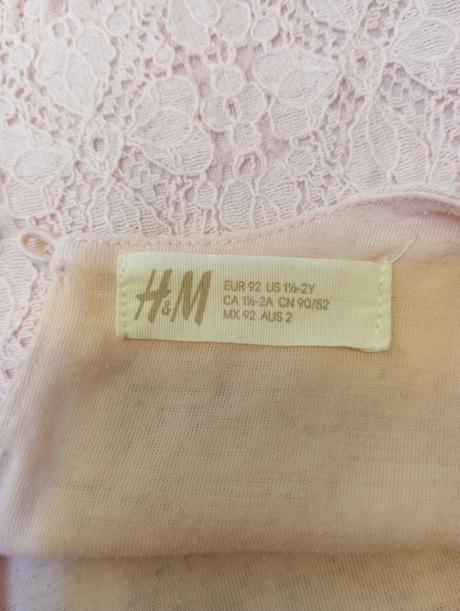 H&M
EUR 92 US 1½-2Y
CA 1½-2A CN 90/52
MX 92 AUS 2